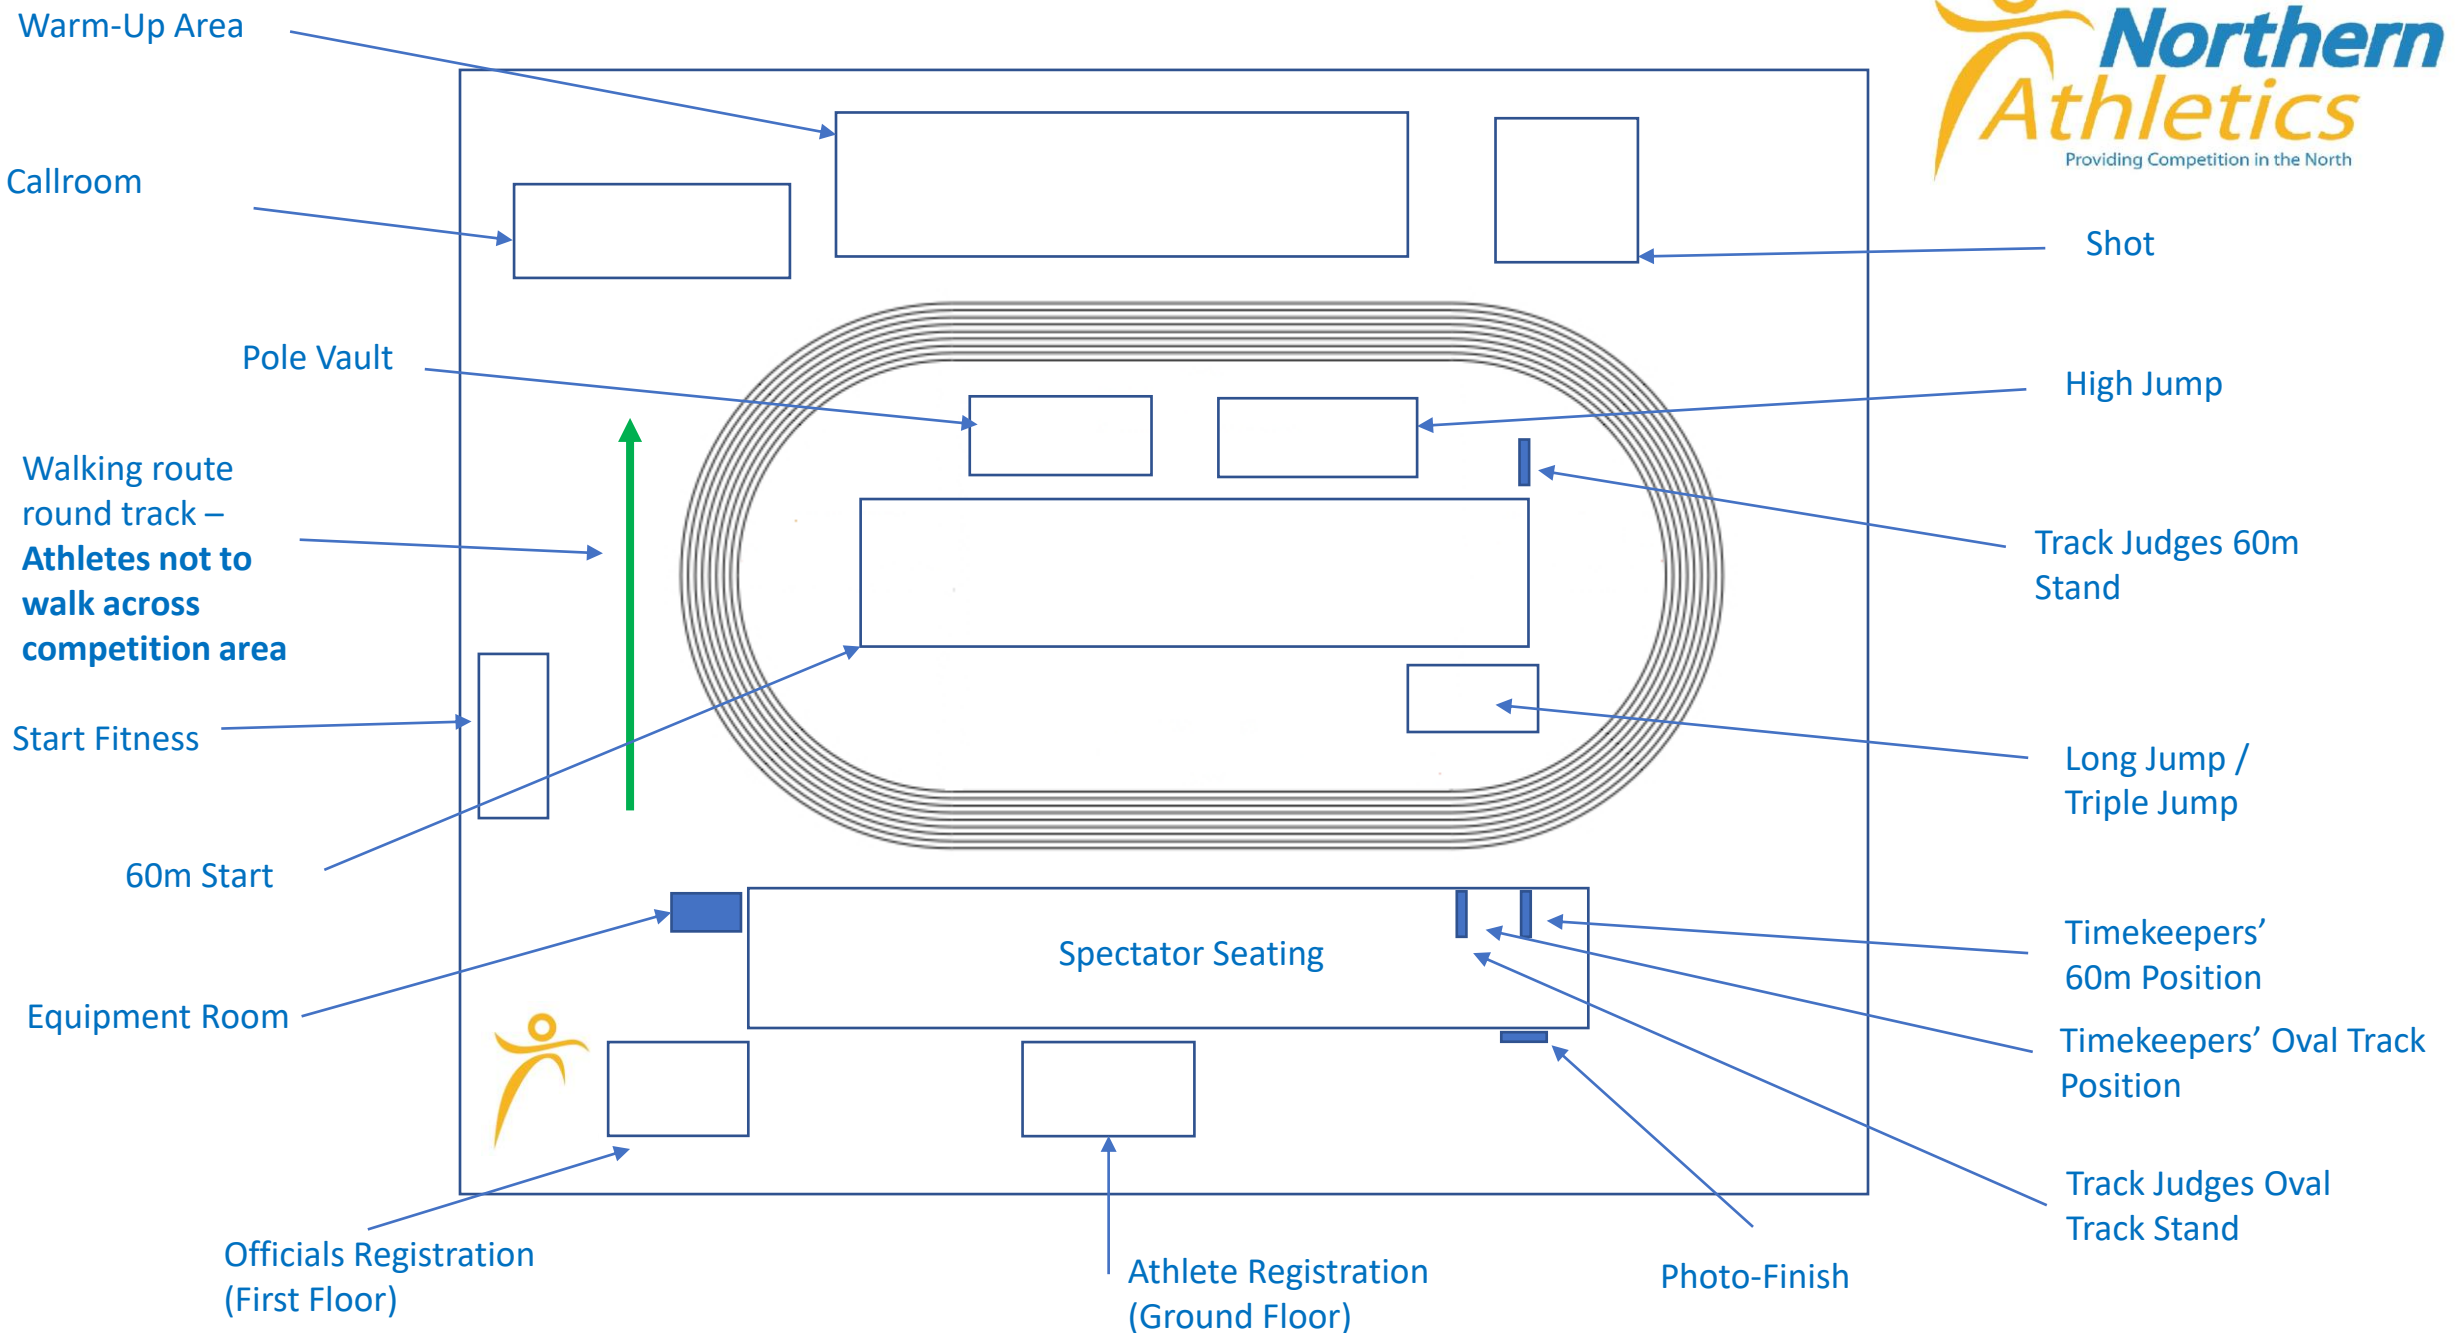 Warm-Up Area
Northern
Athletics
Providing Competition in the North
Callroom
Shot
Pole Vault
High Jump
Walking route
round track –
Athletes not to
walk across
competition area
Track Judges 60m
Stand
Start Fitness
Long Jump /
Triple Jump
60m Start
Spectator Seating
Timekeepers’
60m Position
Equipment Room
Timekeepers’ Oval Track
Position
Track Judges Oval
Track Stand
Officials Registration
(First Floor)
Athlete Registration
(Ground Floor)
Photo-Finish